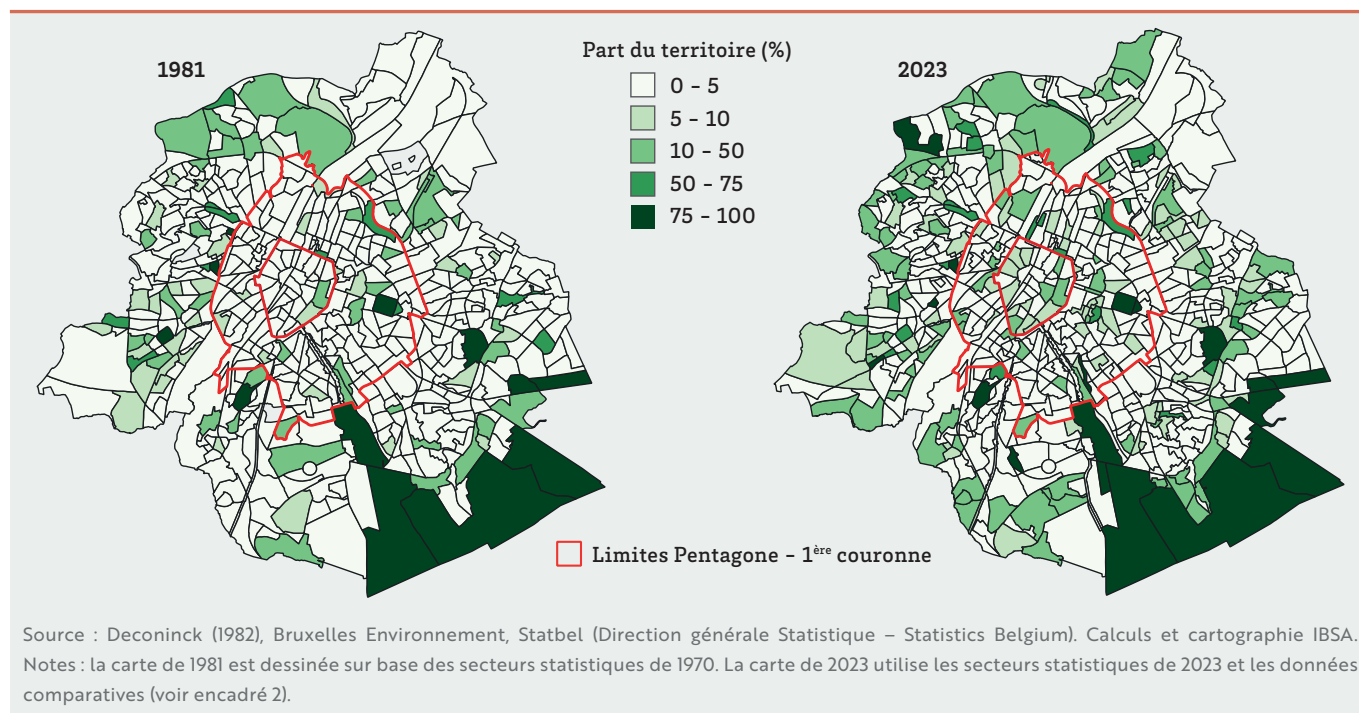 1981
Part du territoire (%)
0 - 5
5 - 10
10 - 50
50 - 75
75 - 100
2023
Limites Pentagone - 1ère couronne
Source : Deconinck (1982), Bruxelles Environnement, Statbel (Direction générale Statistique – Statistics Belgium). Calculs et cartographie IBSA.
Notes : la carte de 1981 est dessinée sur base des secteurs statistiques de 1970. La carte de 2023 utilise les secteurs statistiques de 2023 et les données
comparatives (voir encadré 2).